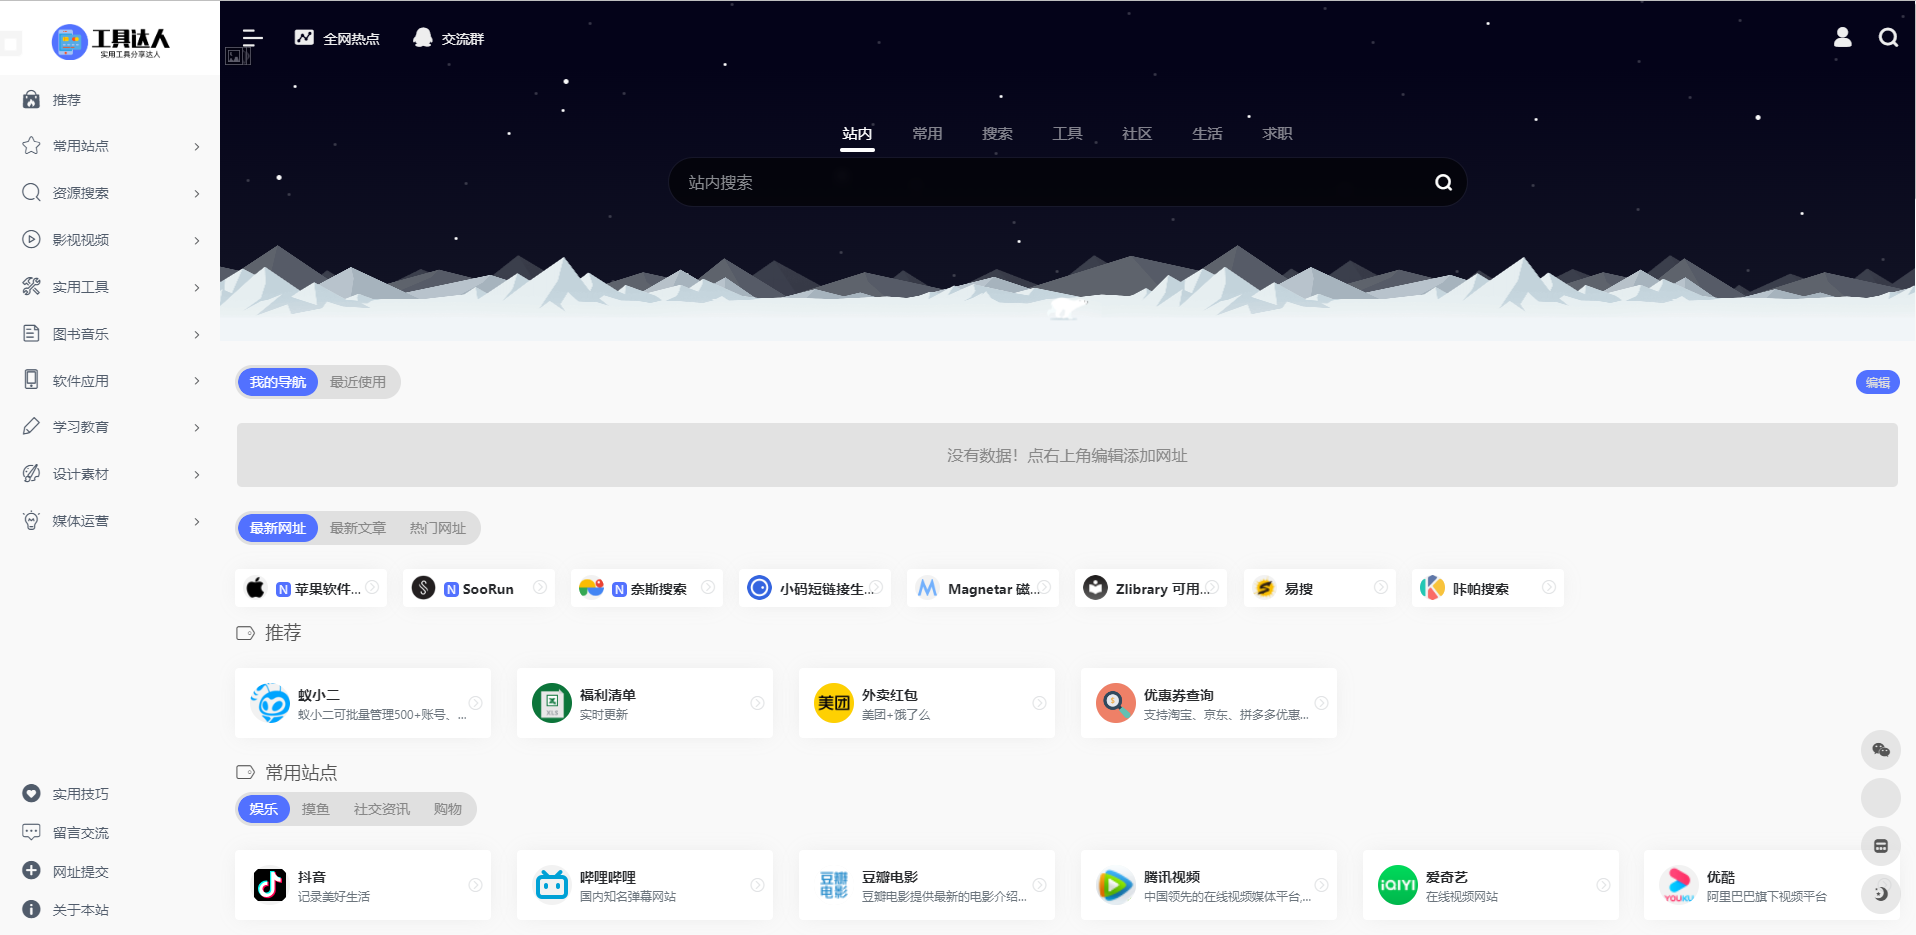 工具达人
实用工具分享达人
全网热点
交流群
推荐
常用站点
资源搜索
影视视频
实用工具
图书音乐
软件应用
学习教育
设计素材
媒体运营
实用技巧
留言交流
网址提交
关于本站
站内 常用 搜索 工具 社区 生活 求职
站内搜索
我的导航 最近使用
编辑
没有数据！点右上角编辑添加网址
最新网址 最新文章 热门网址
N 苹果软件...
N SooRun
N 奈斯搜索
小码短链接生...
Magnetar 磁...
Zlibrary 可用...
易搜
咔帕搜索
推荐
蚁小二
蚁小二可批量管理500+账号、...
XLS
福利清单
实时更新
美团
外卖红包
美团+饿了么
优惠券查询
支持淘宝、京东、拼多多优惠...
常用站点
娱乐 摸鱼 社交资讯 购物
抖音
记录美好生活
哔哩哔哩
国内知名弹幕网站
豆瓣
电影
豆瓣电影
豆瓣电影提供最新的电影介绍...
腾讯视频
中国领先的在线视频媒体平台,...
iQIYI
爱奇艺
在线视频网站
YOUKU
优酷
阿里巴巴旗下视频平台